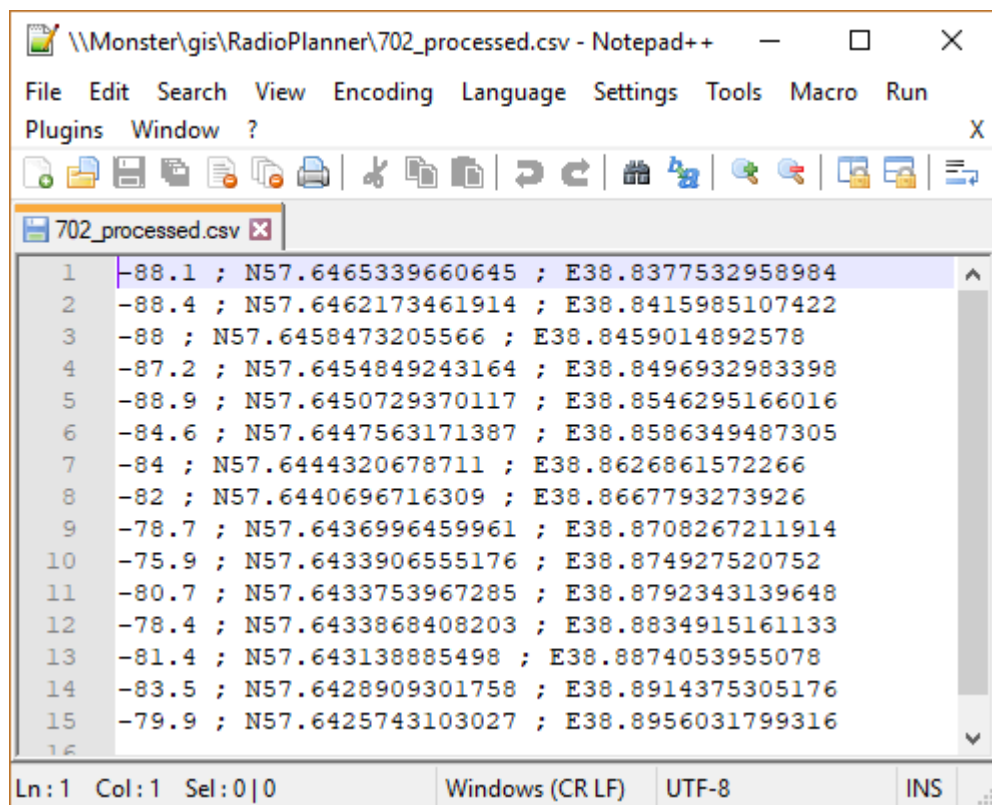 \\Monster\gis\RadioPlanner\702_processed.csv - Notepad++
File Edit Search View Encoding Language Settings Tools Macro Run
Plugins Window ? X
702_processed.csv
1 -88.1 ; N57.6465339660645 ; E38.8377532958984
2 -88.4 ; N57.6462173461914 ; E38.8415985107422
3 -88 ; N57.6458473205566 ; E38.8459014892578
4 -87.2 ; N57.6454849243164 ; E38.8496932983398
5 -88.9 ; N57.6450729370117 ; E38.8546295166016
6 -84.6 ; N57.6447563171387 ; E38.8586349487305
7 -84 ; N57.6444320678711 ; E38.8626861572266
8 -82 ; N57.6440696716309 ; E38.8667793273926
9 -78.7 ; N57.6436996459961 ; E38.8708267211914
10 -75.9 ; N57.6433906555176 ; E38.874927520752
11 -80.7 ; N57.6433753967285 ; E38.8792343139648
12 -78.4 ; N57.6433868408203 ; E38.8834915161133
13 -81.4 ; N57.643138885498 ; E38.8874053955078
14 -83.5 ; N57.6428909301758 ; E38.8914375305176
15 -79.9 ; N57.6425743103027 ; E38.8956031799316
16
Ln : 1 Col : 1 Sel : 0 | 0 Windows (CR LF) UTF-8 INS